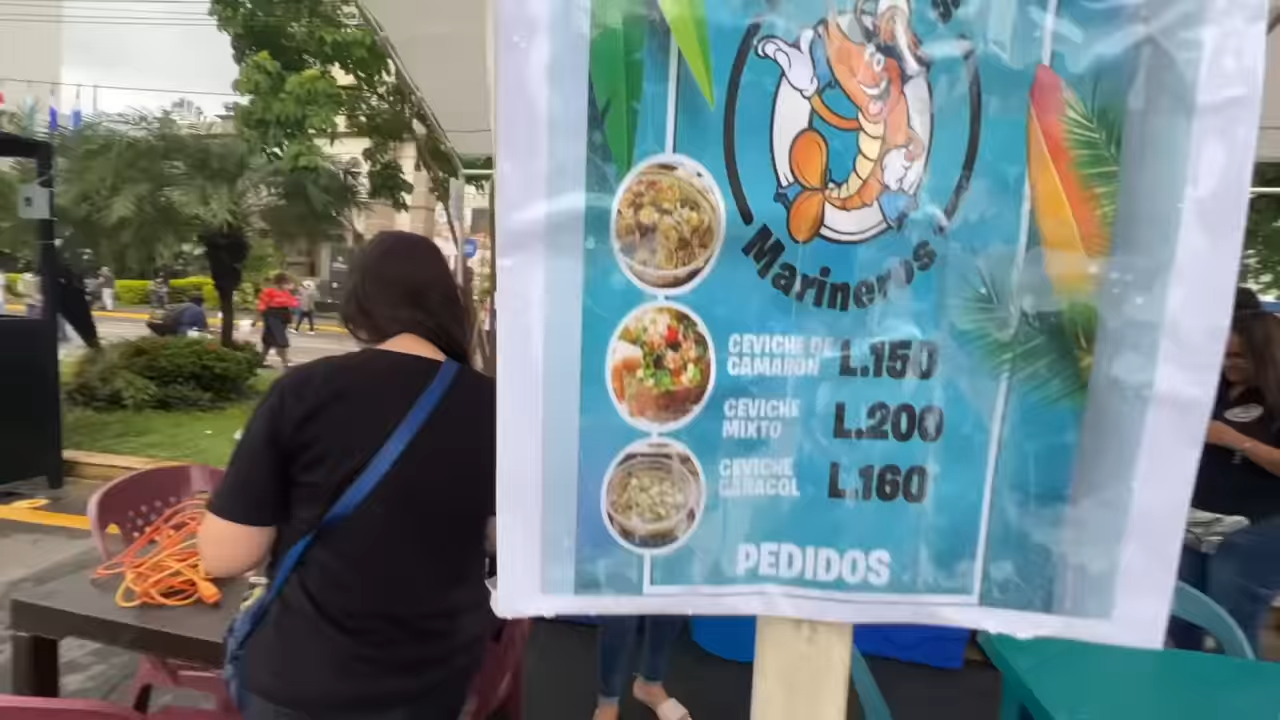 Marineros
CEVICHE DE
CAMARON L.150
CEVICHE
MIXTO L.200
CEVICHE
CARACOL L.160
PEDIDOS